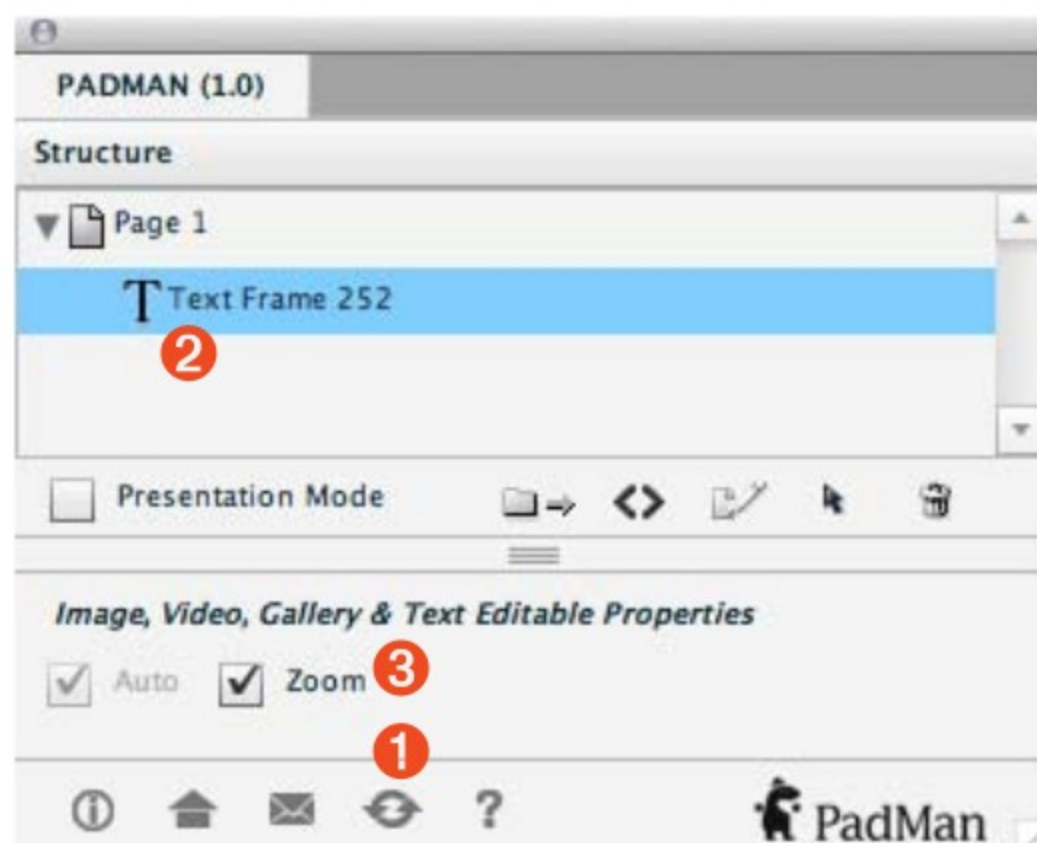 PADMAN (1.0)
Structure
Page 1
T Text Frame 252
2
Presentation Mode
Image, Video, Gallery & Text Editable Properties
Auto Zoom 3
1
? PadMan